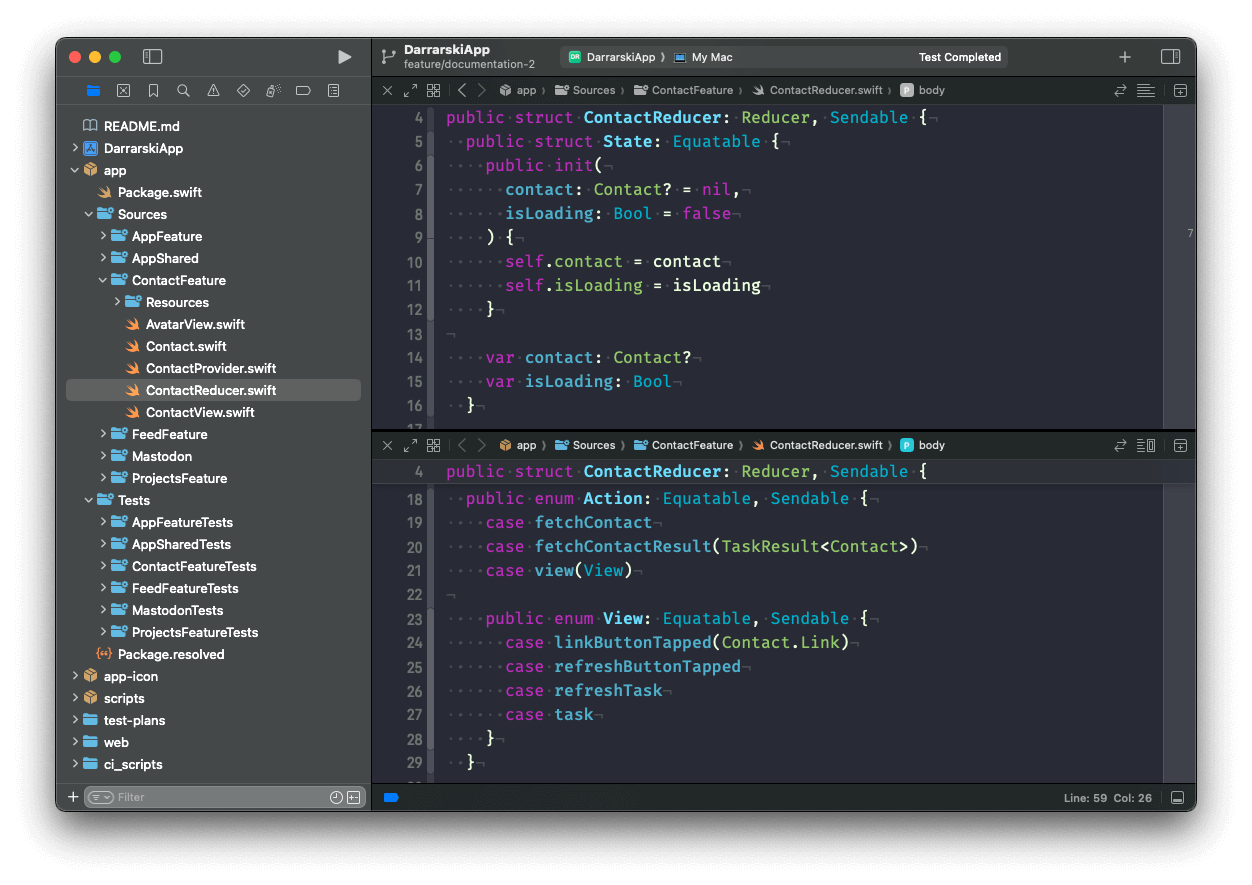 DarrarskiApp
feature/documentation-2
DR DarrarskiApp 〉 My Mac
Test Completed
README.md
DarrarskiApp
app
Package.swift
Sources
AppFeature
AppShared
ContactFeature
Resources
AvatarView.swift
Contact.swift
ContactProvider.swift
ContactReducer.swift
ContactView.swift
FeedFeature
Mastodon
ProjectsFeature
Tests
AppFeatureTests
AppSharedTests
ContactFeatureTests
FeedFeatureTests
MastodonTests
ProjectsFeatureTests
Package.resolved
app-icon
scripts
test-plans
web
ci_scripts
Filter
app 〉 Sources 〉 ContactFeature 〉 ContactReducer.swift 〉 P body
4 public·struct·ContactReducer:·Reducer,·Sendable·{¬
5 ··public·struct·State:·Equatable·{¬
6 ····public·init(¬
7 ······contact:·Contact?·=·nil,¬
8 ······isLoading:·Bool·=·false¬
9 ····)·{¬
10 ······self.contact·=·contact¬
11 ······self.isLoading·=·isLoading¬
12 ····}¬
13 ¬
14 ····var·contact:·Contact?¬
15 ····var·isLoading:·Bool¬
16 ··}¬
17
7
app 〉 Sources 〉 ContactFeature 〉 ContactReducer.swift 〉 P body
4 public·struct·ContactReducer:·Reducer,·Sendable·{
18 ··public·enum·Action:·Equatable,·Sendable·{¬
19 ····case·fetchContact¬
20 ····case·fetchContactResult(TaskResult<Contact>)¬
21 ····case·view(View)¬
22 ¬
23 ····public·enum·View:·Equatable,·Sendable·{¬
24 ······case·linkButtonTapped(Contact.Link)¬
25 ······case·refreshButtonTapped¬
26 ······case·refreshTask¬
27 ······case·task¬
28 ····}¬
29 ··}¬
Line: 59 Col: 26